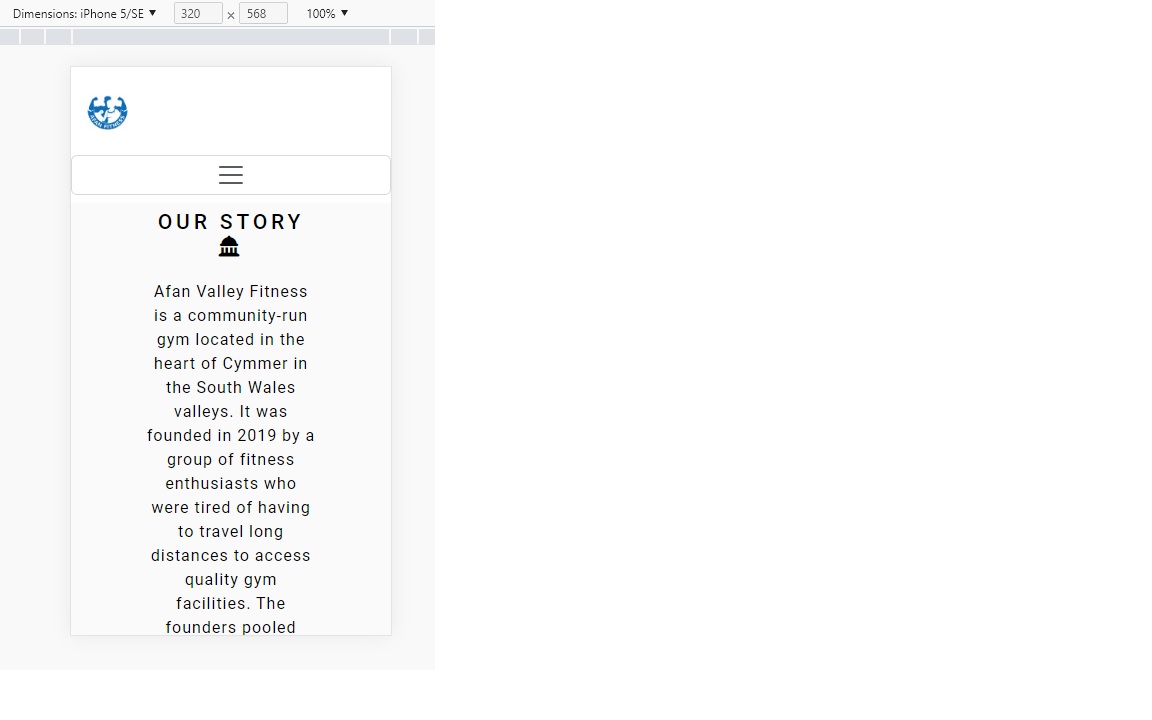 Dimensions: iPhone 5/SE ▼ 320 × 568 100% ▼
AFAN FITNESS
OUR STORY
Afan Valley Fitness
is a community-run
gym located in the
heart of Cymmer in
the South Wales
valleys. It was
founded in 2019 by a
group of fitness
enthusiasts who
were tired of having
to travel long
distances to access
quality gym
facilities. The
founders pooled